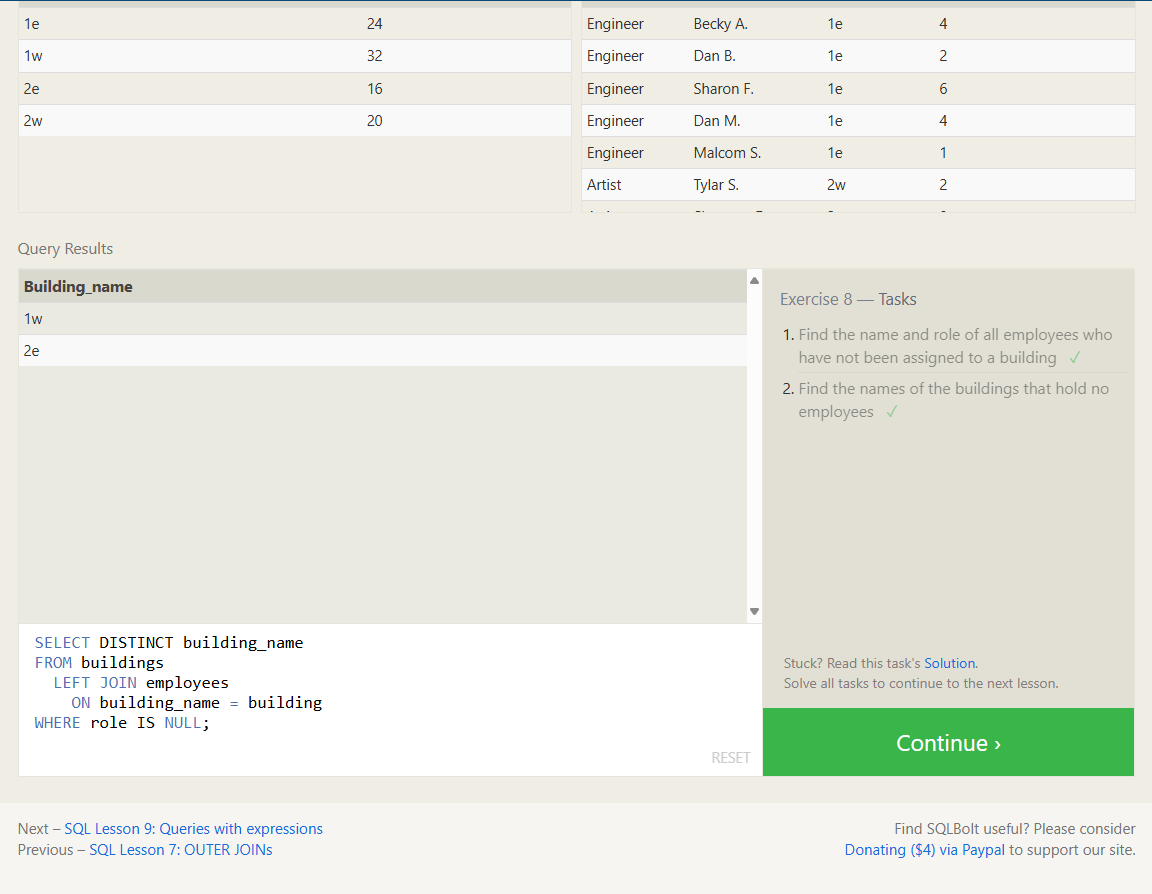 1e 24
1w 32
2e 16
2w 20
Engineer Becky A. 1e 4
Engineer Dan B. 1e 2
Engineer Sharon F. 1e 6
Engineer Dan M. 1e 4
Engineer Malcom S. 1e 1
Artist Tylar S. 2w 2
Query Results
Building_name
1w
2e
Exercise 8 — Tasks
1. Find the name and role of all employees who
have not been assigned to a building ✓
2. Find the names of the buildings that hold no
employees ✓
SELECT DISTINCT building_name
FROM buildings
LEFT JOIN employees
ON building_name = building
WHERE role IS NULL;
RESET
Stuck? Read this task's Solution.
Solve all tasks to continue to the next lesson.
Continue ›
Next – SQL Lesson 9: Queries with expressions
Previous – SQL Lesson 7: OUTER JOINs
Find SQLBolt useful? Please consider
Donating ($4) via Paypal to support our site.